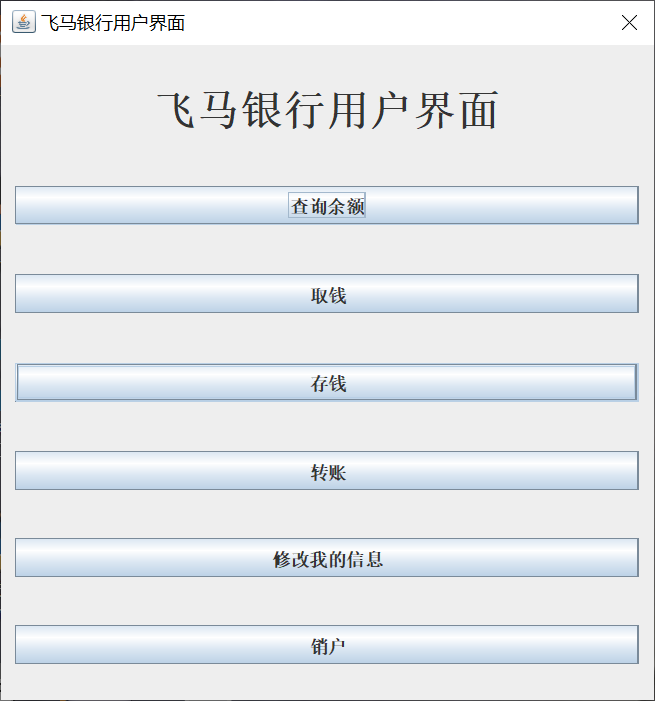 飞马银行用户界面
飞马银行用户界面
查询余额
取钱
存钱
转账
修改我的信息
销户